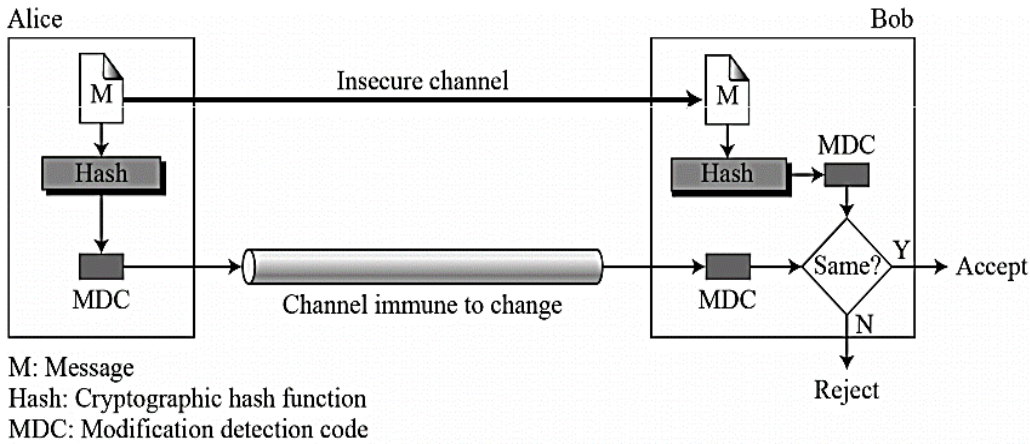 Alice
Bob
M
Insecure channel
M
Hash
Hash
MDC
MDC
Channel immune to change
MDC
Same?
Y
Accept
N
Reject
M: Message
Hash: Cryptographic hash function
MDC: Modification detection code